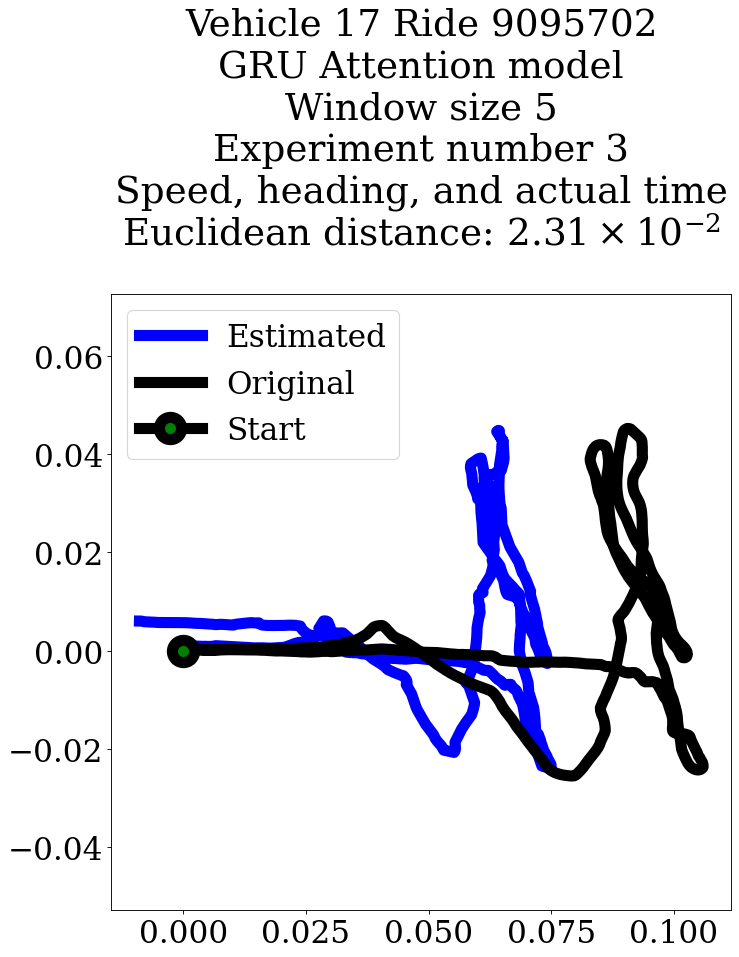 Vehicle 17 Ride 9095702
GRU Attention model
Window size 5
Experiment number 3
Speed, heading, and actual time
Euclidean distance: 2.31 × 10⁻²
Estimated
Original
Start
0.06
0.04
0.02
0.00
−0.02
−0.04
0.000 0.025 0.050 0.075 0.100